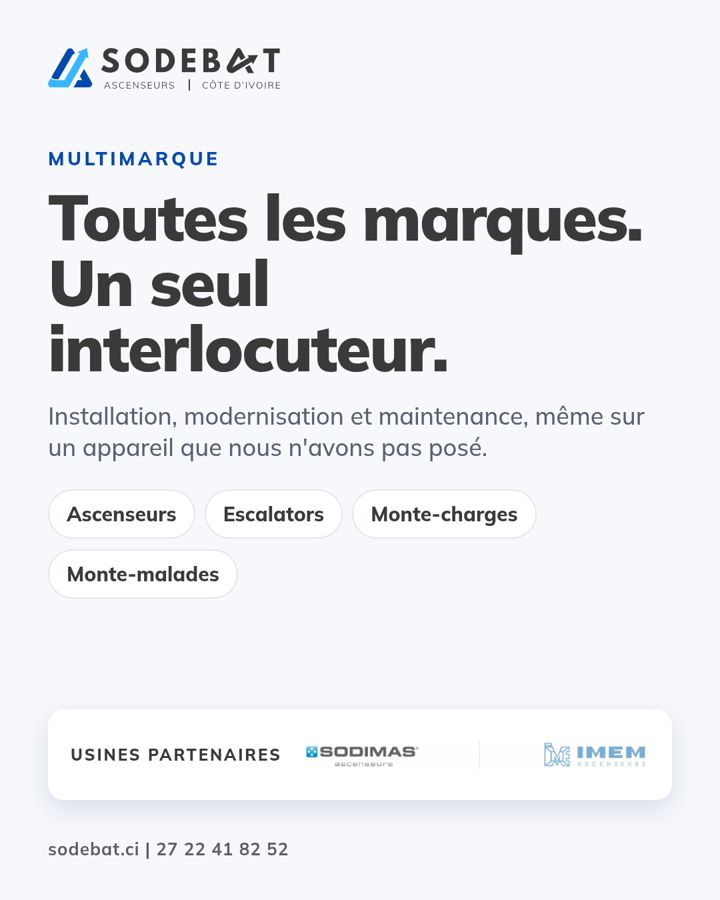 SODEBAT
ASCENSEURS | CÔTE D'IVOIRE
MULTIMARQUE
Toutes les marques.
Un seul
interlocuteur.
Installation, modernisation et maintenance, même sur
un appareil que nous n'avons pas posé.
Ascenseurs Escalators Monte-charges
Monte-malades
USINES PARTENAIRES SODIMAS IMEM
ascenseurs ASCENSEURS
sodebat.ci | 27 22 41 82 52